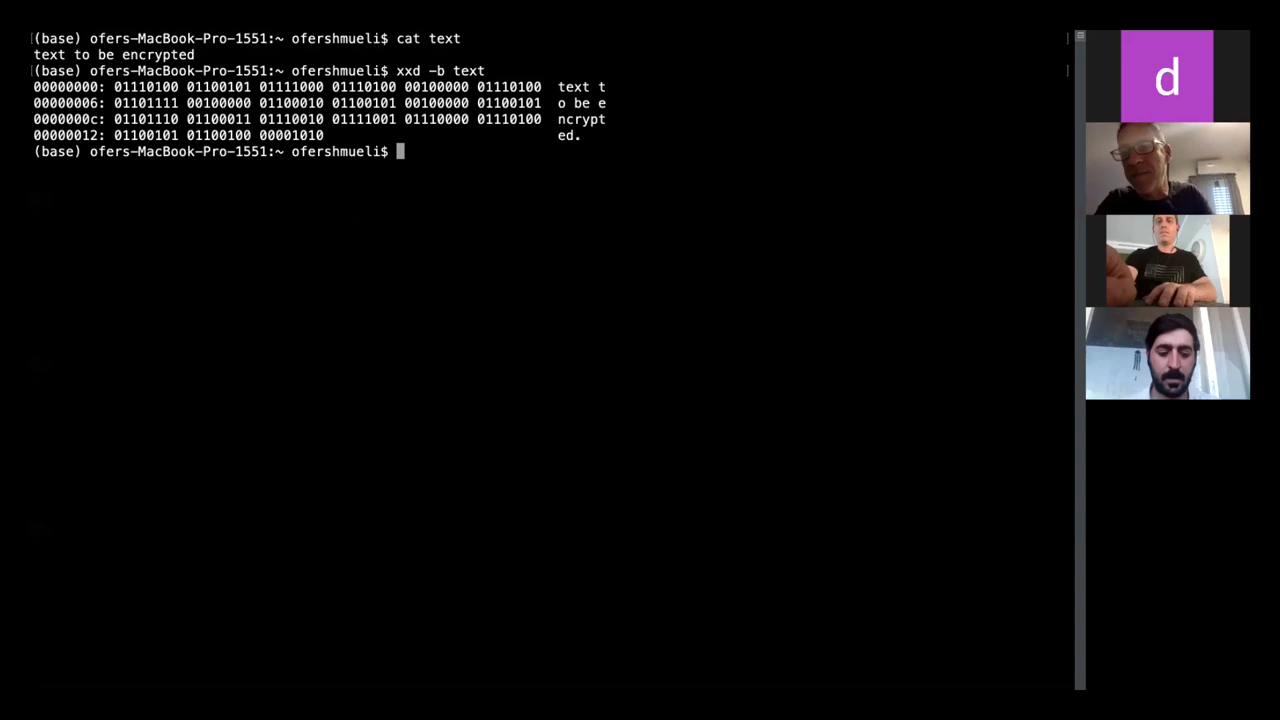 (base) ofers-MacBook-Pro-1551:~ ofershmueli$ cat text
text to be encrypted
(base) ofers-MacBook-Pro-1551:~ ofershmueli$ xxd -b text
00000000: 01110100 01100101 01111000 01110100 00100000 01110100  text t
00000006: 01101111 00100000 01100010 01100101 00100000 01100101  o be e
0000000c: 01101110 01100011 01110010 01111001 01110000 01110100  ncrypt
00000012: 01100101 01100100 00001010                             ed.
(base) ofers-MacBook-Pro-1551:~ ofershmueli$
d